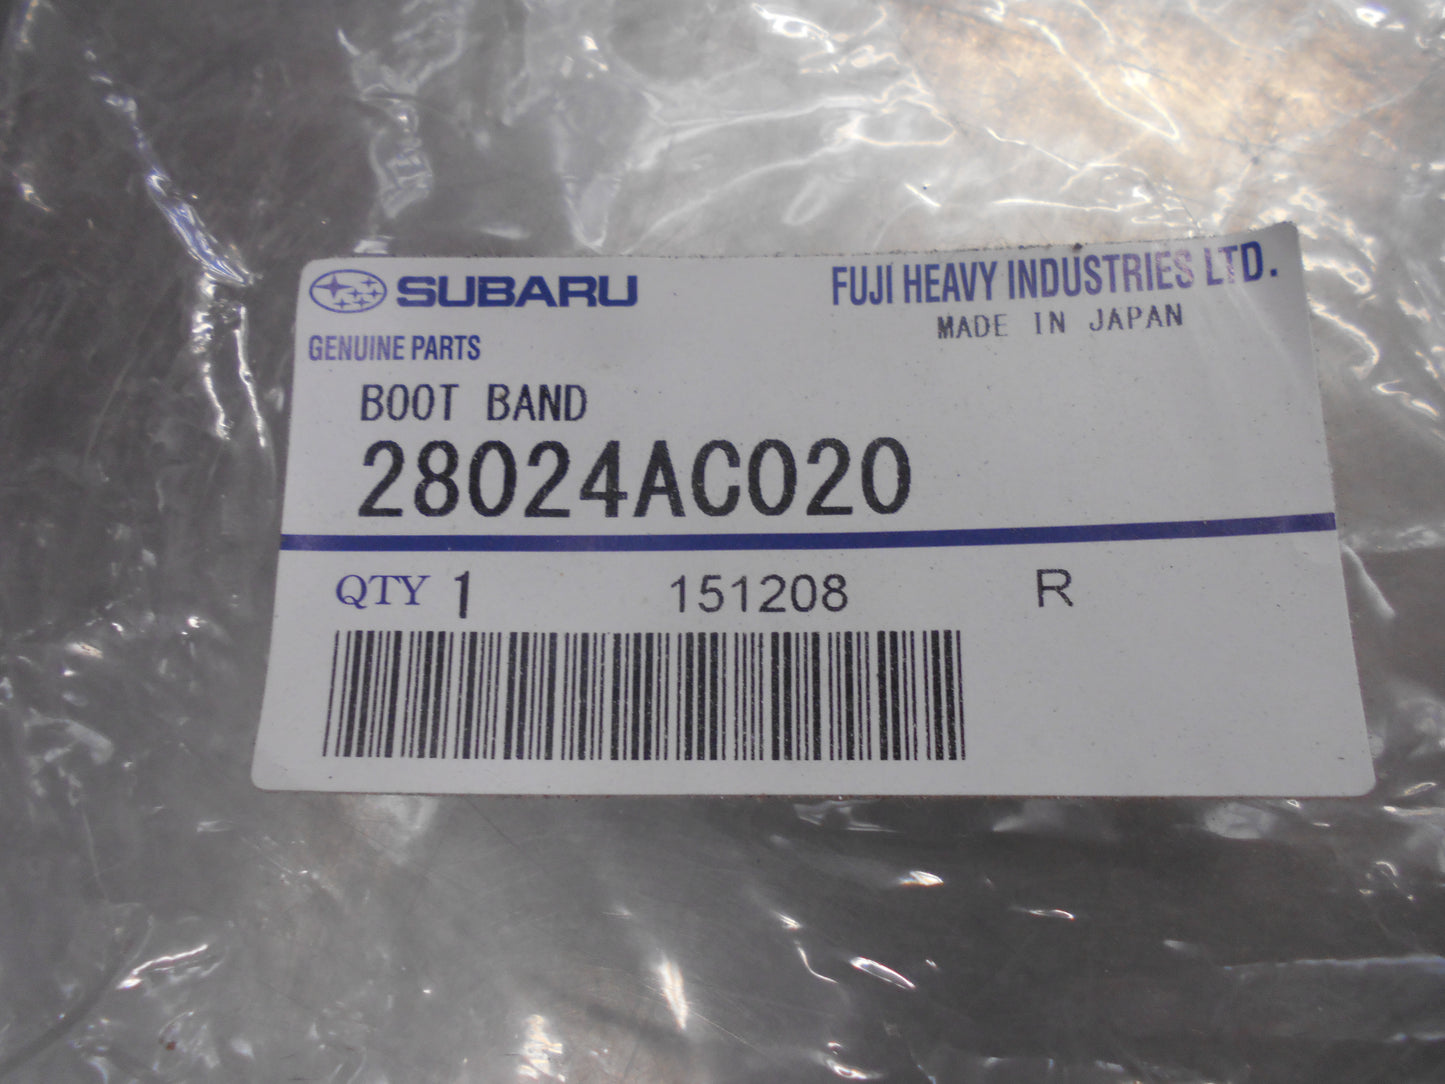 SUBARU
FUJI HEAVY INDUSTRIES LTD.
MADE IN JAPAN
GENUINE PARTS
BOOT BAND
28024AC020
QTY 1 151208 R